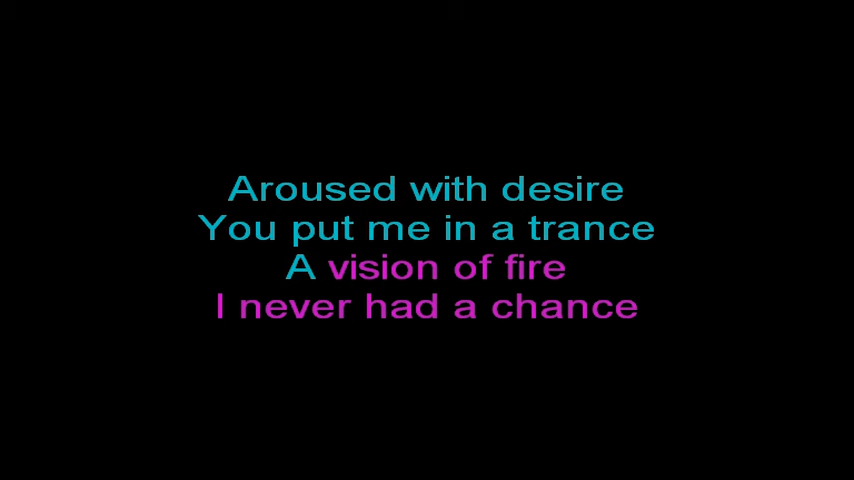 Aroused with desire
You put me in a trance
A vision of fire
I never had a chance